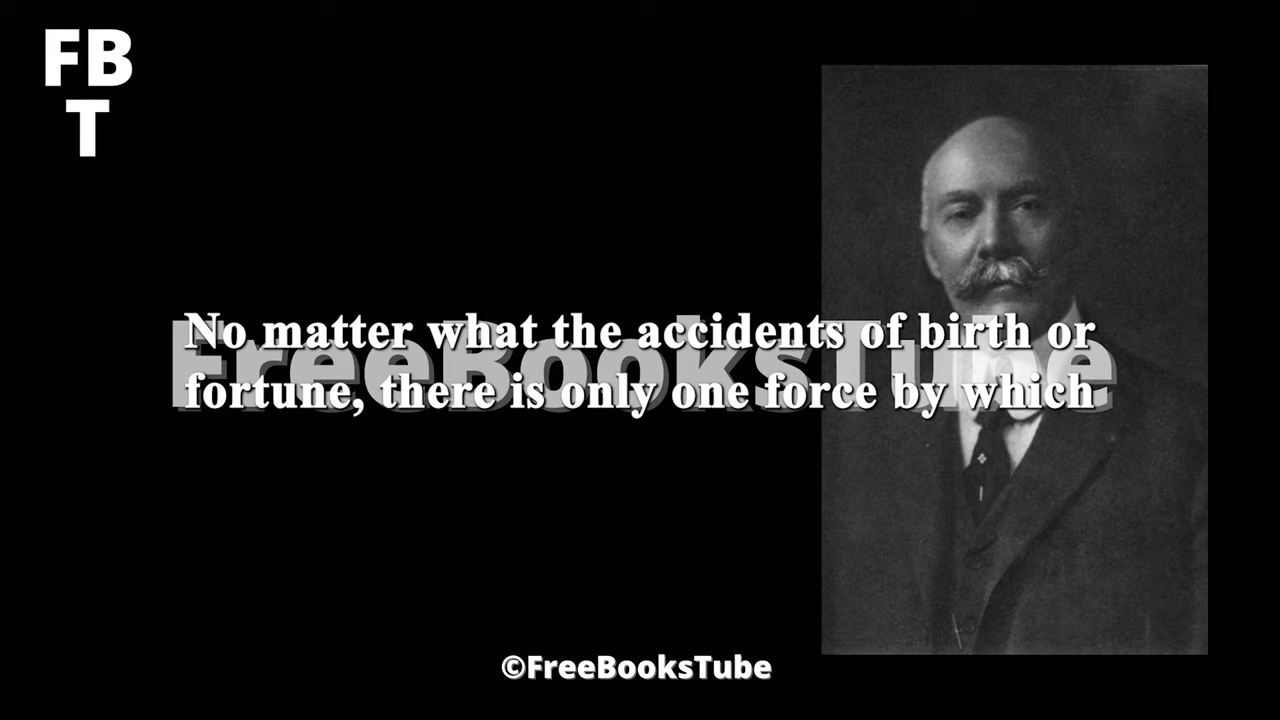 FB
T
FreeBooksTube
No matter what the accidents of birth or
fortune, there is only one force by which
©FreeBooksTube